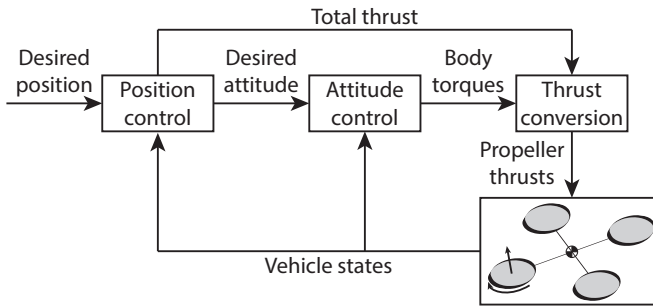 Total thrust
Desired
position
Position
control
Desired
attitude
Attitude
control
Body
torques
Thrust
conversion
Propeller
thrusts
Vehicle states